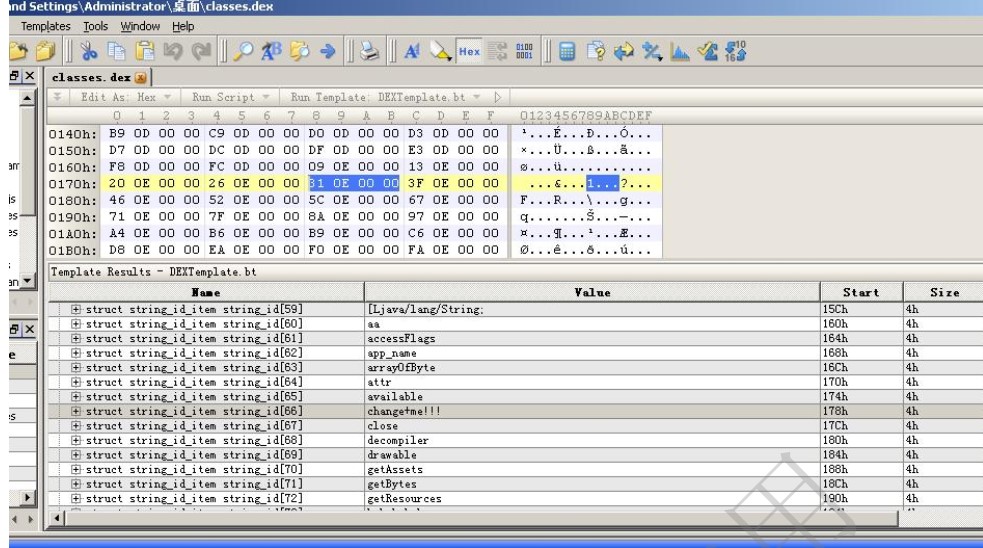 and Settings\Administrator\桌面\classes.dex
Templates Tools Window Help
Hex
classes.dex
Edit As: Hex Run Script Run Template: DEXTemplate.bt
0 1 2 3 4 5 6 7 8 9 A B C D E F 0123456789ABCDEF
0140h: B9 0D 00 00 C9 0D 00 00 D0 0D 00 00 D3 0D 00 00 ¹...É...Ð...Ó...
0150h: D7 0D 00 00 DC 0D 00 00 DF 0D 00 00 E3 0D 00 00 ×...Ü...ß...ã...
0160h: F8 0D 00 00 FC 0D 00 00 09 0E 00 00 13 0E 00 00 ø...ü...........
0170h: 20 0E 00 00 26 0E 00 00 31 0E 00 00 3F 0E 00 00 ...&...1...?...
0180h: 46 0E 00 00 52 0E 00 00 5C 0E 00 00 67 0E 00 00 F...R...\...g...
0190h: 71 0E 00 00 7F 0E 00 00 8A 0E 00 00 97 0E 00 00 q.......Š...—...
01A0h: A4 0E 00 00 B6 0E 00 00 B9 0E 00 00 C6 0E 00 00 ¤...¶...¹...Æ...
01B0h: D8 0E 00 00 EA 0E 00 00 F0 0E 00 00 FA 0E 00 00 Ø...ê...ð...ú...
Template Results - DEXTemplate.bt
Name Value Start Size
struct string_id_item string_id[59] [Ljava/lang/String; 15Ch 4h
struct string_id_item string_id[60] aa 160h 4h
struct string_id_item string_id[61] accessFlags 164h 4h
struct string_id_item string_id[62] app_name 168h 4h
struct string_id_item string_id[63] arrayOfByte 16Ch 4h
struct string_id_item string_id[64] attr 170h 4h
struct string_id_item string_id[65] available 174h 4h
struct string_id_item string_id[66] change+me!!! 178h 4h
struct string_id_item string_id[67] close 17Ch 4h
struct string_id_item string_id[68] decompiler 180h 4h
struct string_id_item string_id[69] drawable 184h 4h
struct string_id_item string_id[70] getAssets 188h 4h
struct string_id_item string_id[71] getBytes 18Ch 4h
struct string_id_item string_id[72] getResources 190h 4h